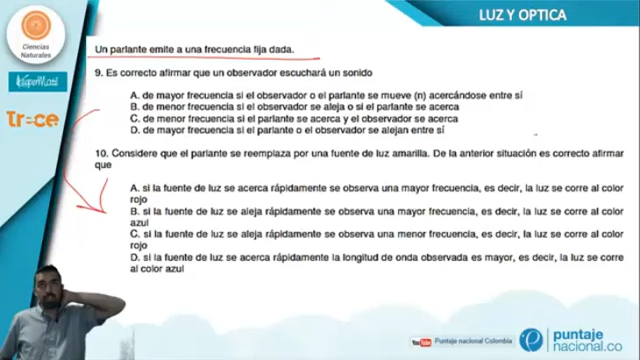 LUZ Y OPTICA
Ciencias
Naturales
Un parlante emite a una frecuencia fija dada.
9. Es correcto afirmar que un observador escuchará un sonido
A. de mayor frecuencia si el observador o el parlante se mueve (n) acercándose entre sí
B. de menor frecuencia si el observador se aleja o si el parlante se acerca
C. de menor frecuencia si el parlante se acerca y el observador se acerca
D. de mayor frecuencia si el parlante o el observador se alejan entre sí
10. Considere que el parlante se reemplaza por una fuente de luz amarilla. De la anterior situación es correcto afirmar
que
A. si la fuente de luz se acerca rápidamente se observa una mayor frecuencia, es decir, la luz se corre al color
rojo
B. si la fuente de luz se aleja rápidamente se observa una mayor frecuencia, es decir, la luz se corre al color
azul
C. si la fuente de luz se aleja rápidamente se observa una menor frecuencia, es decir, la luz se corre al color
rojo
D. si la fuente de luz se acerca rápidamente la longitud de onda observada es mayor, es decir, la luz se corre
al color azul
You Tube Puntaje nacional Colombia
puntaje
nacional.co